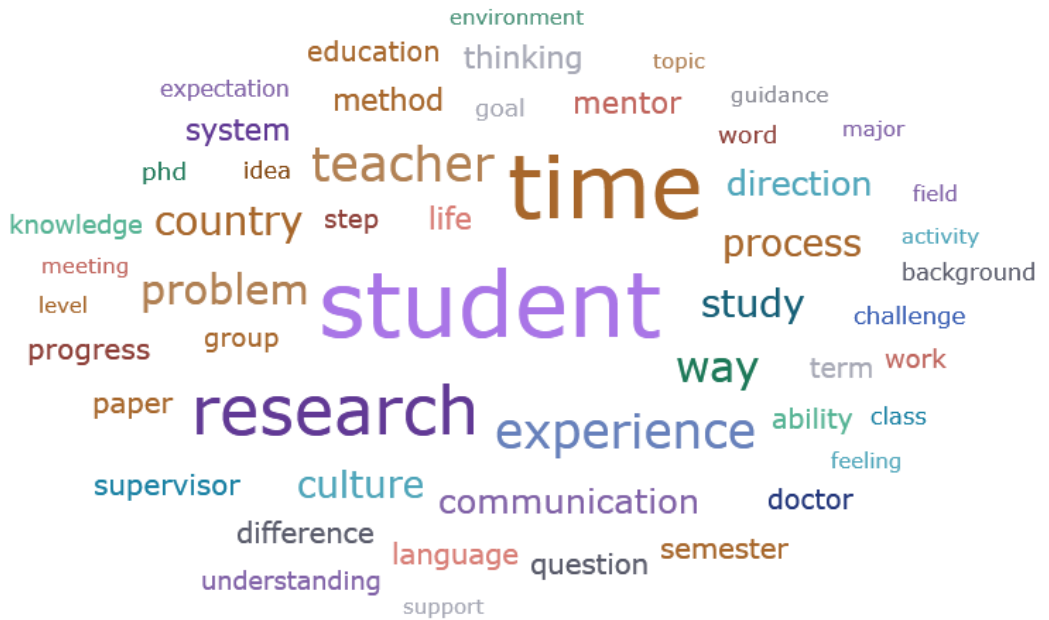 environment
education thinking topic
expectation method goal mentor guidance
system word major
phd idea teacher time direction field
knowledge country step life process activity
meeting problem student study background
level challenge
progress group way term work
paper research experience ability class
feeling
supervisor culture communication doctor
difference language question semester
understanding
support